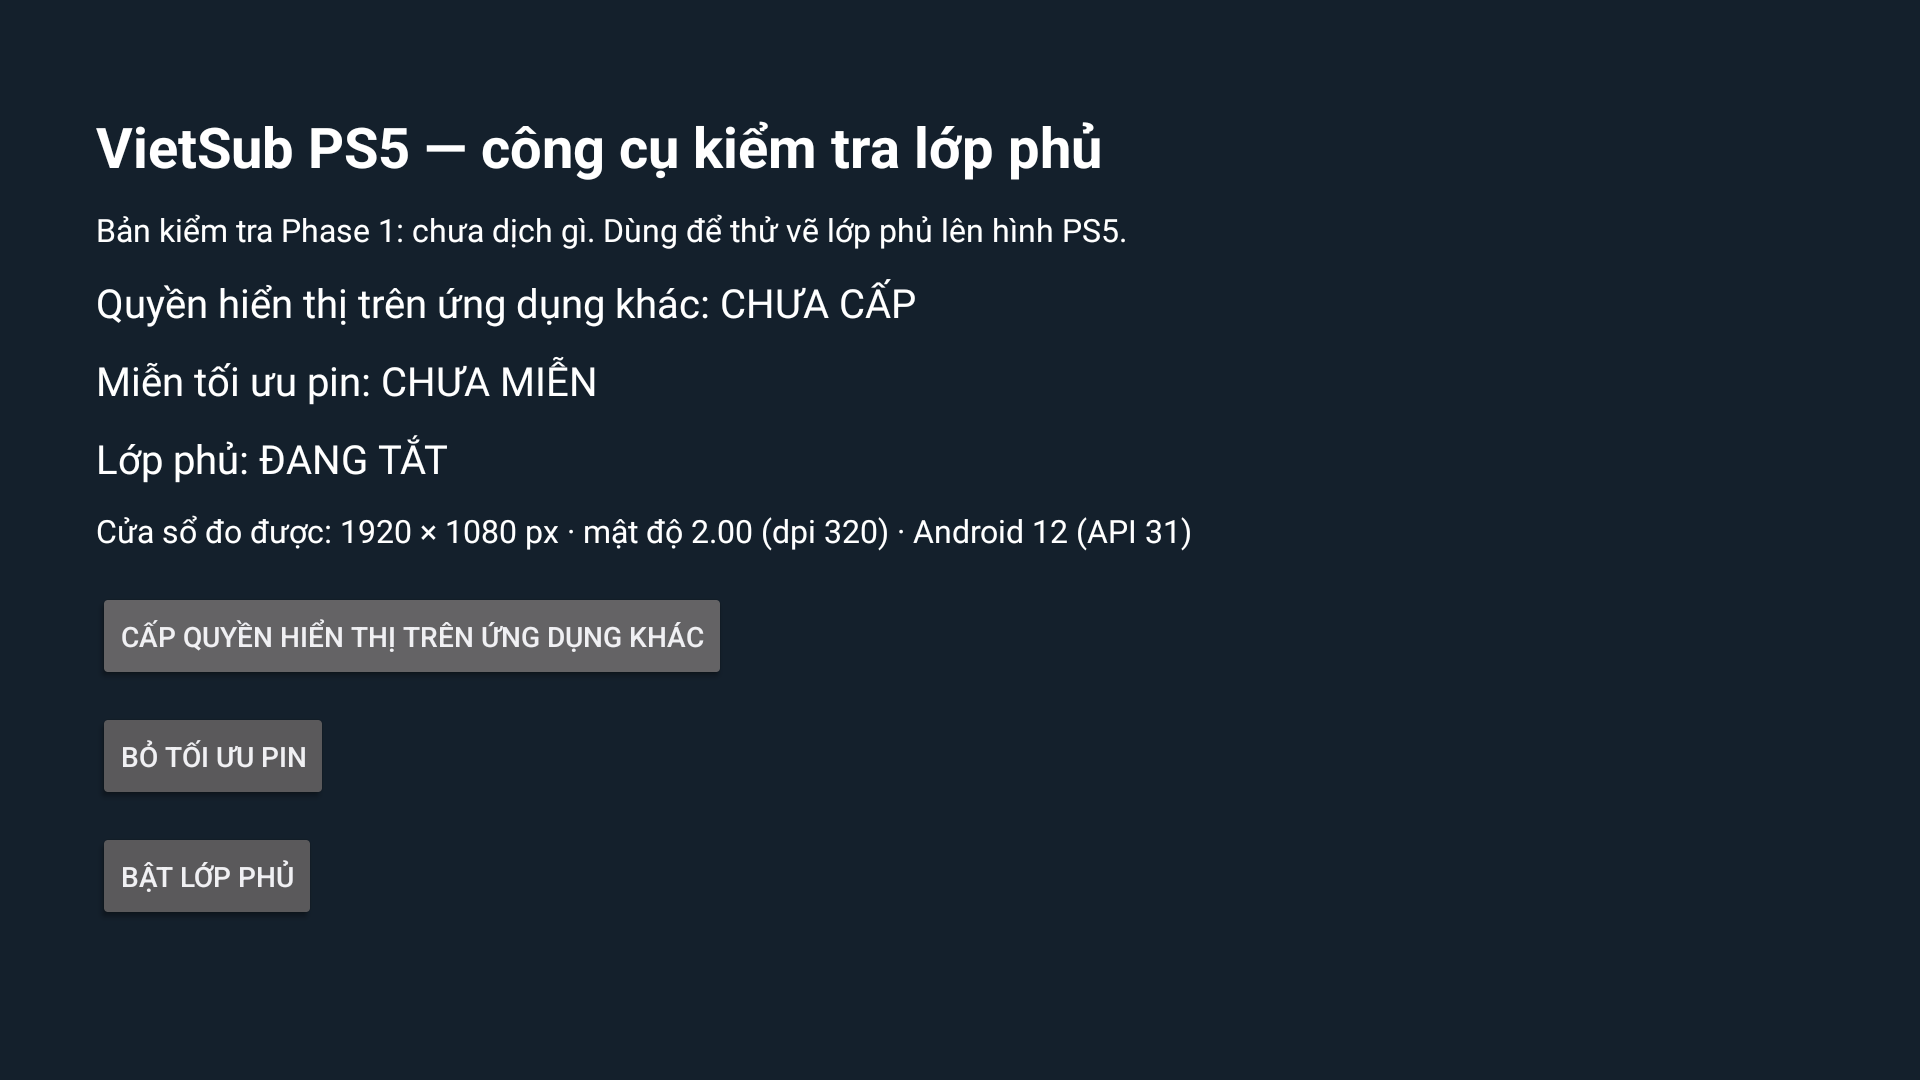 VietSub PS5 — công cụ kiểm tra lớp phủ
Bản kiểm tra Phase 1: chưa dịch gì. Dùng để thử vẽ lớp phủ lên hình PS5.
Quyền hiển thị trên ứng dụng khác: CHƯA CẤP
Miễn tối ưu pin: CHƯA MIỄN
Lớp phủ: ĐANG TẮT
Cửa sổ đo được: 1920 × 1080 px · mật độ 2.00 (dpi 320) · Android 12 (API 31)
CẤP QUYỀN HIỂN THỊ TRÊN ỨNG DỤNG KHÁC
BỎ TỐI ƯU PIN
BẬT LỚP PHỦ